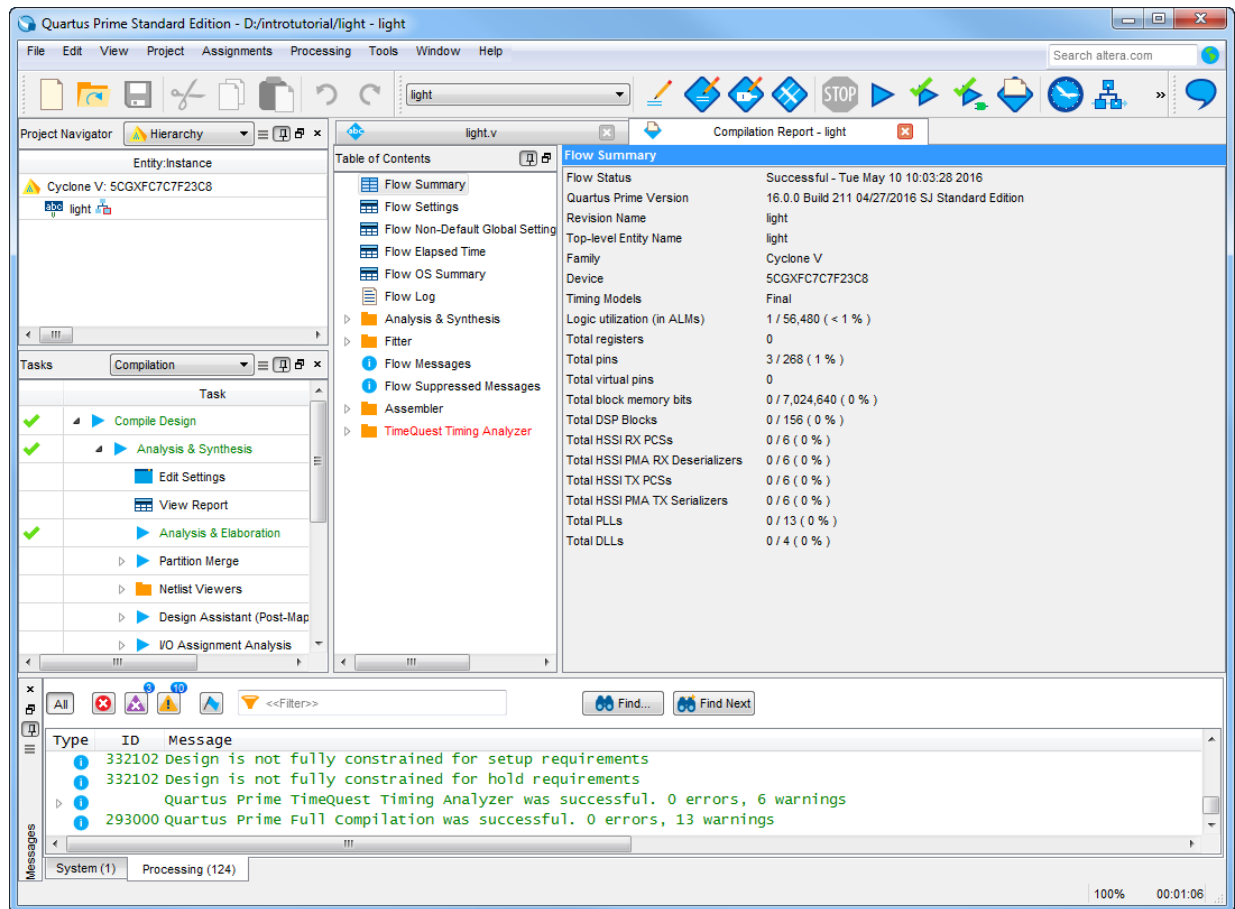 Quartus Prime Standard Edition - D:/introtutorial/light - light
File Edit View Project Assignments Processing Tools Window Help
Search altera.com
light
STOP
»
Project Navigator Hierarchy
Entity:Instance
Cyclone V: 5CGXFC7C7F23C8
abc light
Tasks Compilation
Task
Compile Design
Analysis & Synthesis
Edit Settings
View Report
Analysis & Elaboration
Partition Merge
Netlist Viewers
Design Assistant (Post-Map
I/O Assignment Analysis
abc light.v
Compilation Report - light
Table of Contents
Flow Summary
Flow Settings
Flow Non-Default Global Setting
Flow Elapsed Time
Flow OS Summary
Flow Log
Analysis & Synthesis
Fitter
Flow Messages
Flow Suppressed Messages
Assembler
TimeQuest Timing Analyzer
Flow Summary
Flow Status Successful - Tue May 10 10:03:28 2016
Quartus Prime Version 16.0.0 Build 211 04/27/2016 SJ Standard Edition
Revision Name light
Top-level Entity Name light
Family Cyclone V
Device 5CGXFC7C7F23C8
Timing Models Final
Logic utilization (in ALMs) 1 / 56,480 ( < 1 % )
Total registers 0
Total pins 3 / 268 ( 1 % )
Total virtual pins 0
Total block memory bits 0 / 7,024,640 ( 0 % )
Total DSP Blocks 0 / 156 ( 0 % )
Total HSSI RX PCSs 0 / 6 ( 0 % )
Total HSSI PMA RX Deserializers 0 / 6 ( 0 % )
Total HSSI TX PCSs 0 / 6 ( 0 % )
Total HSSI PMA TX Serializers 0 / 6 ( 0 % )
Total PLLs 0 / 13 ( 0 % )
Total DLLs 0 / 4 ( 0 % )
All 3 10 <<Filter>> Find... Find Next
Type ID Message
332102 Design is not fully constrained for setup requirements
332102 Design is not fully constrained for hold requirements
Quartus Prime TimeQuest Timing Analyzer was successful. 0 errors, 6 warnings
293000 Quartus Prime Full Compilation was successful. 0 errors, 13 warnings
Messages
System (1) Processing (124)
100% 00:01:06